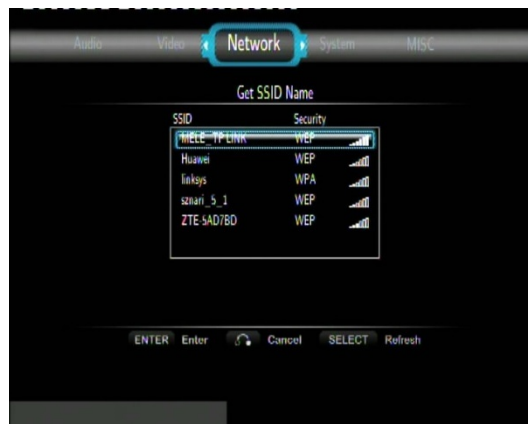 Audio Video Network System MISC
Get SSID Name
SSID Security
MELE_TP-LINK WEP
Huawei WEP
linksys WPA
sznari_5_1 WEP
ZTE-5AD7BD WEP
ENTER Enter Cancel SELECT Refresh